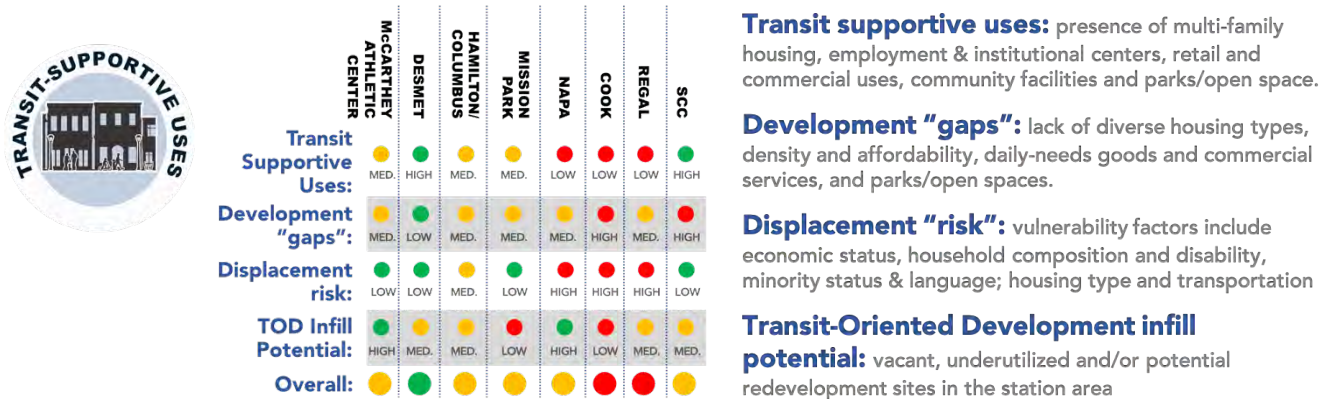 TRANSIT-SUPPORTIVE USES
McCARTHEY
ATHLETIC
CENTER
DESMET
HAMILTON/
COLUMBUS
MISSION
PARK
NAPA
COOK
REGAL
SCC
Transit
Supportive
Uses:
MED. HIGH MED. MED. LOW LOW LOW HIGH
Development
"gaps":
MED. LOW MED. MED. MED. HIGH MED. HIGH
Displacement
risk:
LOW LOW MED. LOW HIGH HIGH HIGH LOW
TOD Infill
Potential:
HIGH MED. MED. LOW HIGH LOW MED. MED.
Overall:
Transit supportive uses: presence of multi-family
housing, employment & institutional centers, retail and
commercial uses, community facilities and parks/open space.
Development "gaps": lack of diverse housing types,
density and affordability, daily-needs goods and commercial
services, and parks/open spaces.
Displacement "risk": vulnerability factors include
economic status, household composition and disability,
minority status & language; housing type and transportation
Transit-Oriented Development infill
potential: vacant, underutilized and/or potential
redevelopment sites in the station area